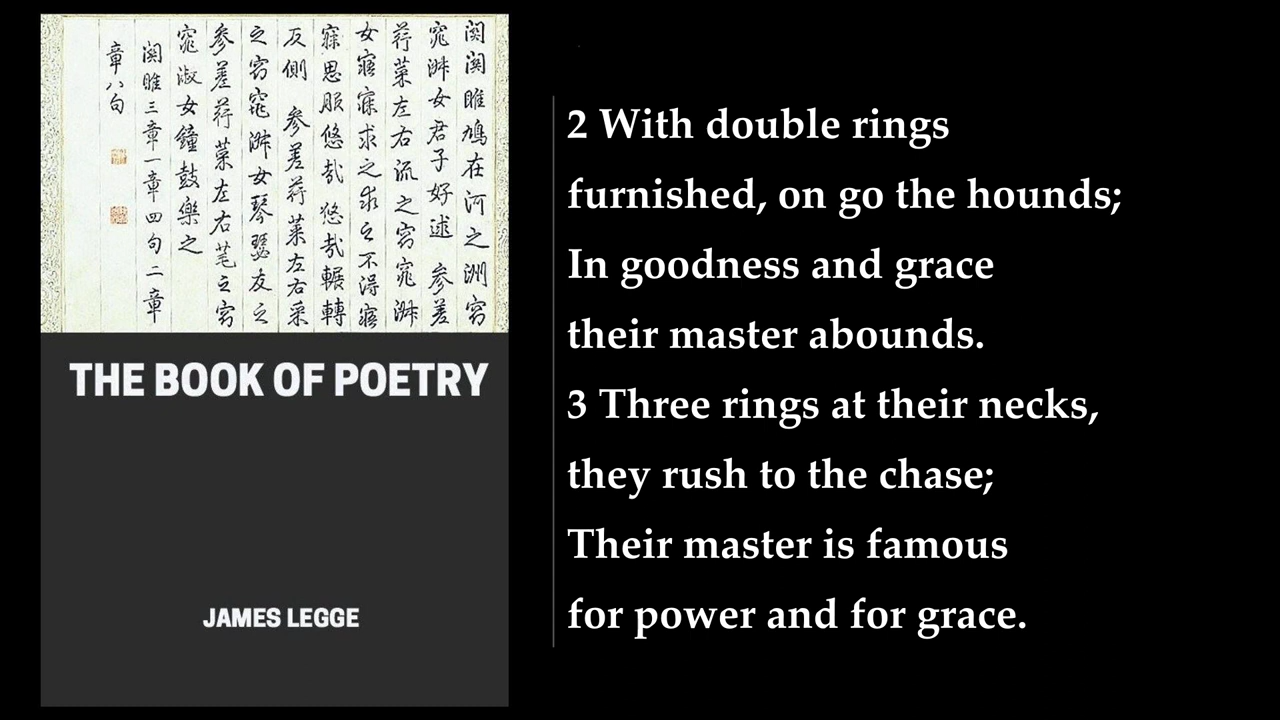 関関雎鳩在河之洲窈
窕淑女君子好逑 參差
荇菜左右流之窈窕淑
女寤寐求之求之不得寤
寐思服悠哉悠哉輾轉
反側 參差荇菜左右采
之窈窕淑女琴瑟友之
參差荇菜左右芼之窈
窕淑女鐘鼓樂之
関雎三章一章四句二章
章八句
THE BOOK OF POETRY
JAMES LEGGE
2 With double rings
furnished, on go the hounds;
In goodness and grace
their master abounds.
3 Three rings at their necks,
they rush to the chase;
Their master is famous
for power and for grace.